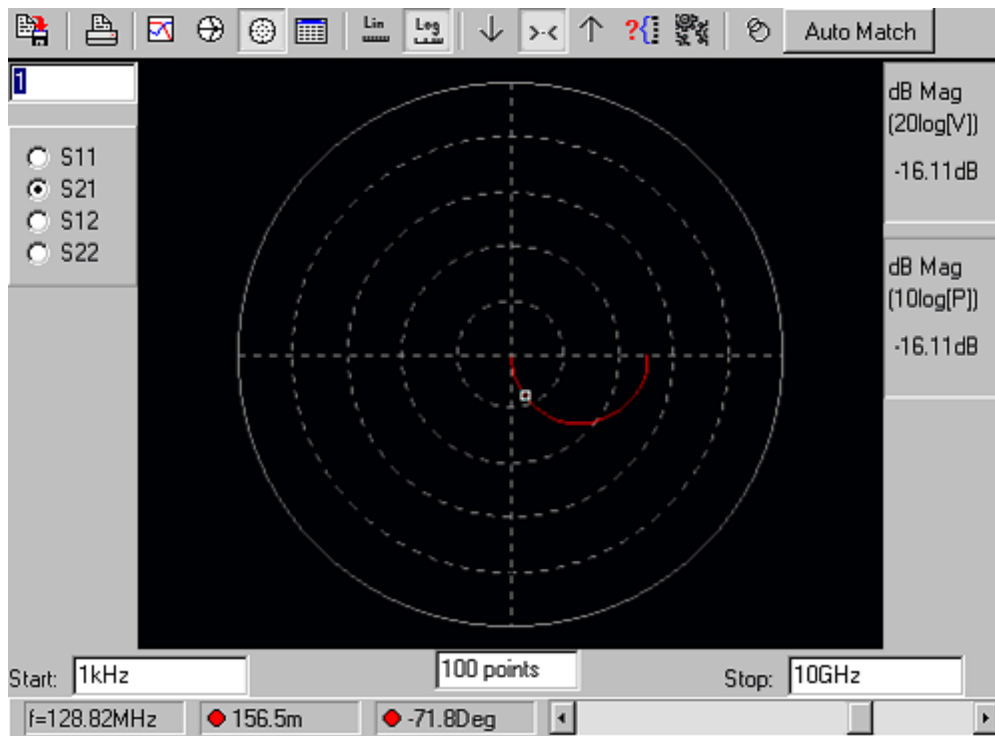 Lin Log Auto Match
1
S11
S21
S12
S22
dB Mag
(20log[V])
-16.11dB
dB Mag
(10log[P])
-16.11dB
Start: 1kHz 100 points Stop: 10GHz
f=128.82MHz 156.5m -71.8Deg